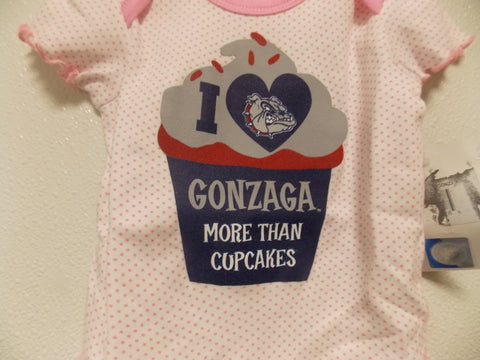 I
GONZAGA
MORE THAN
CUPCAKES